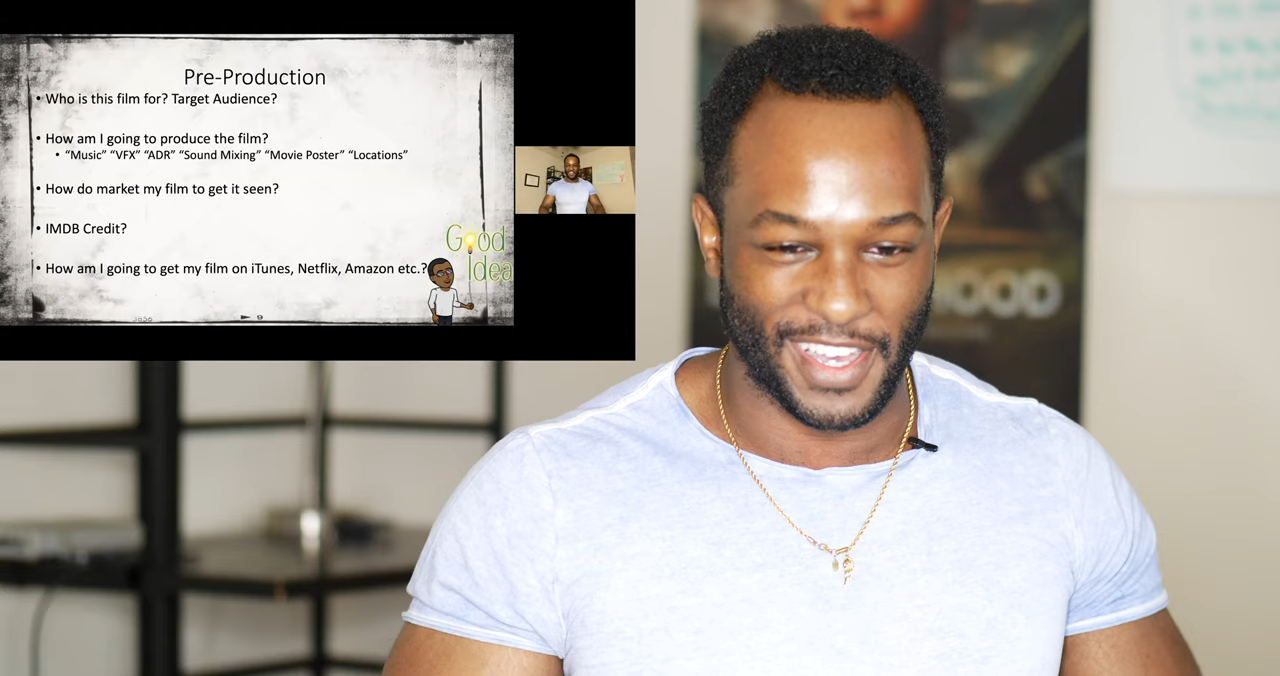 Pre-Production
• Who is this film for? Target Audience?
• How am I going to produce the film?
• “Music” “VFX” “ADR” “Sound Mixing” “Movie Poster” “Locations”
• How do market my film to get it seen?
• IMDB Credit?
• How am I going to get my film on iTunes, Netflix, Amazon etc.?
Good
Idea
9
HOOD